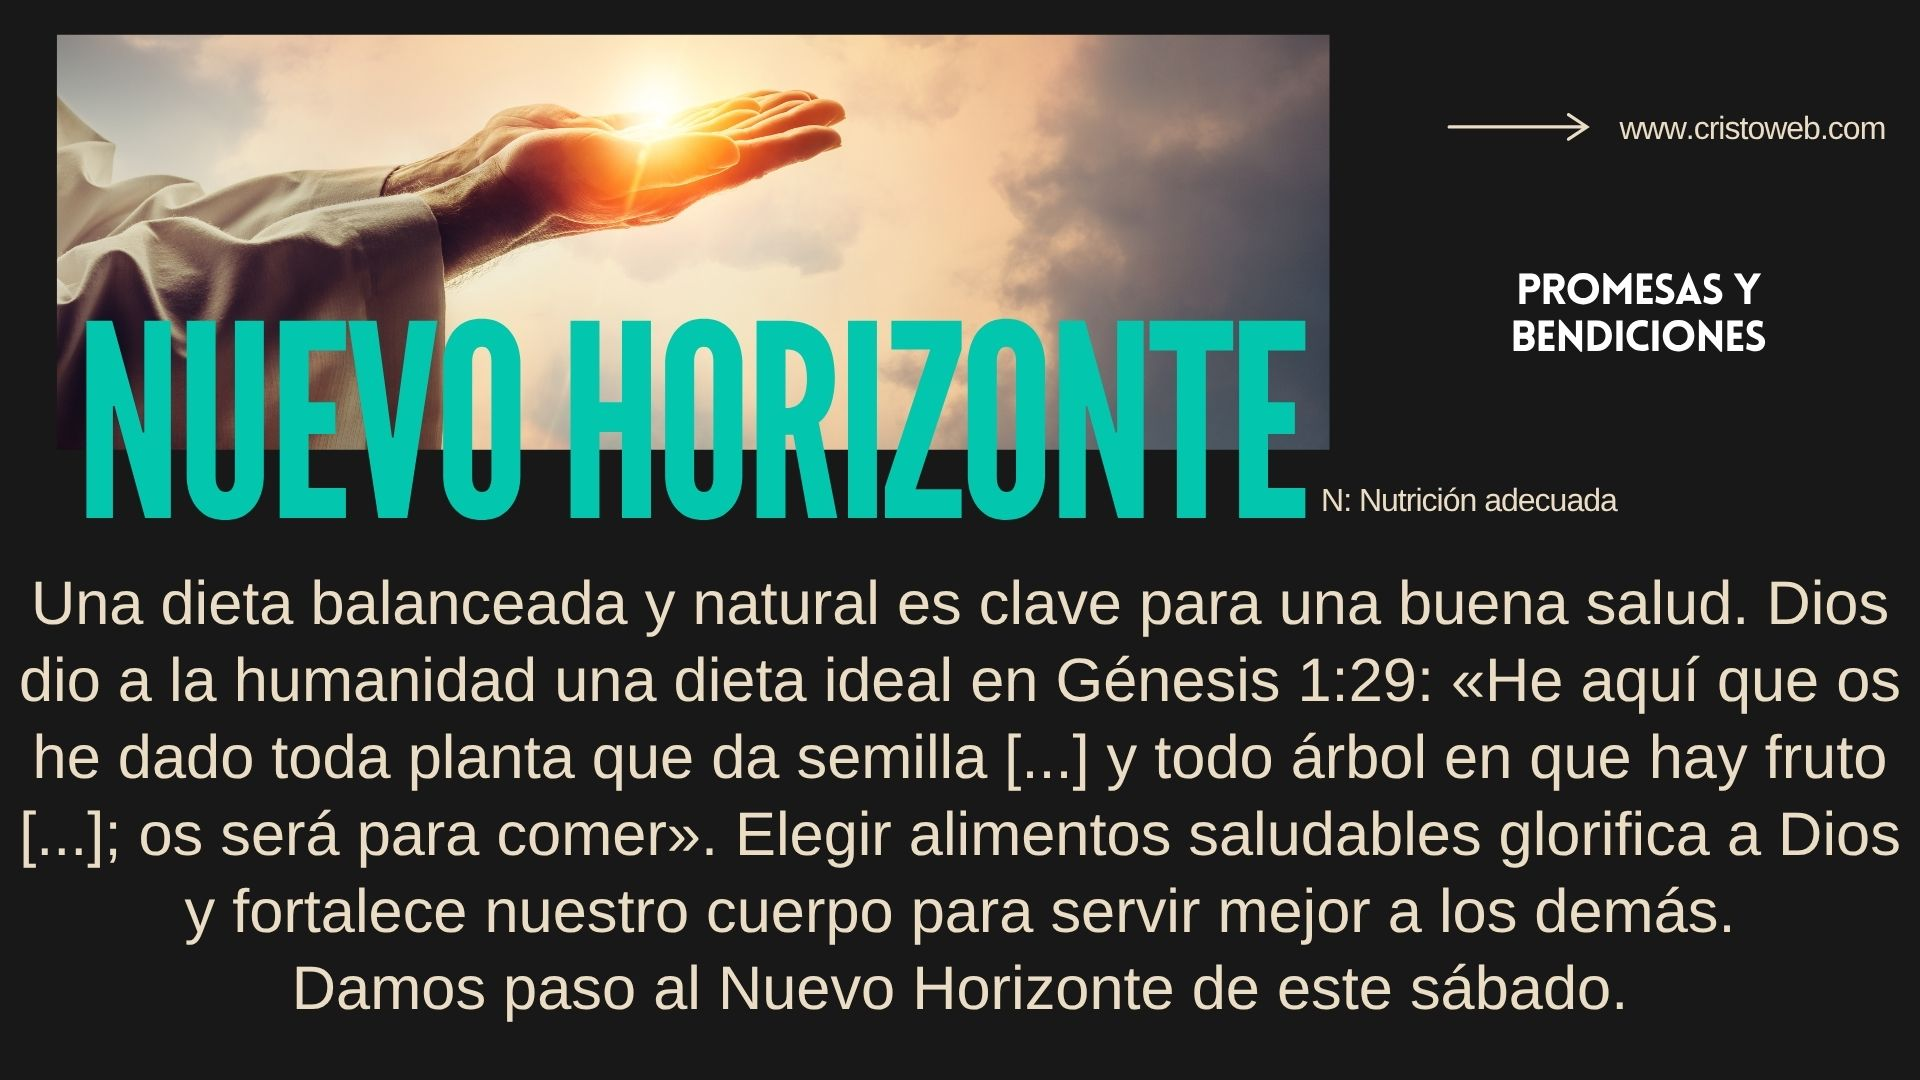 www.cristoweb.com
PROMESAS Y
BENDICIONES
NUEVO HORIZONTE
N: Nutrición adecuada
Una dieta balanceada y natural es clave para una buena salud. Dios
dio a la humanidad una dieta ideal en Génesis 1:29: «He aquí que os
he dado toda planta que da semilla [...] y todo árbol en que hay fruto
[...]; os será para comer». Elegir alimentos saludables glorifica a Dios
y fortalece nuestro cuerpo para servir mejor a los demás.
Damos paso al Nuevo Horizonte de este sábado.